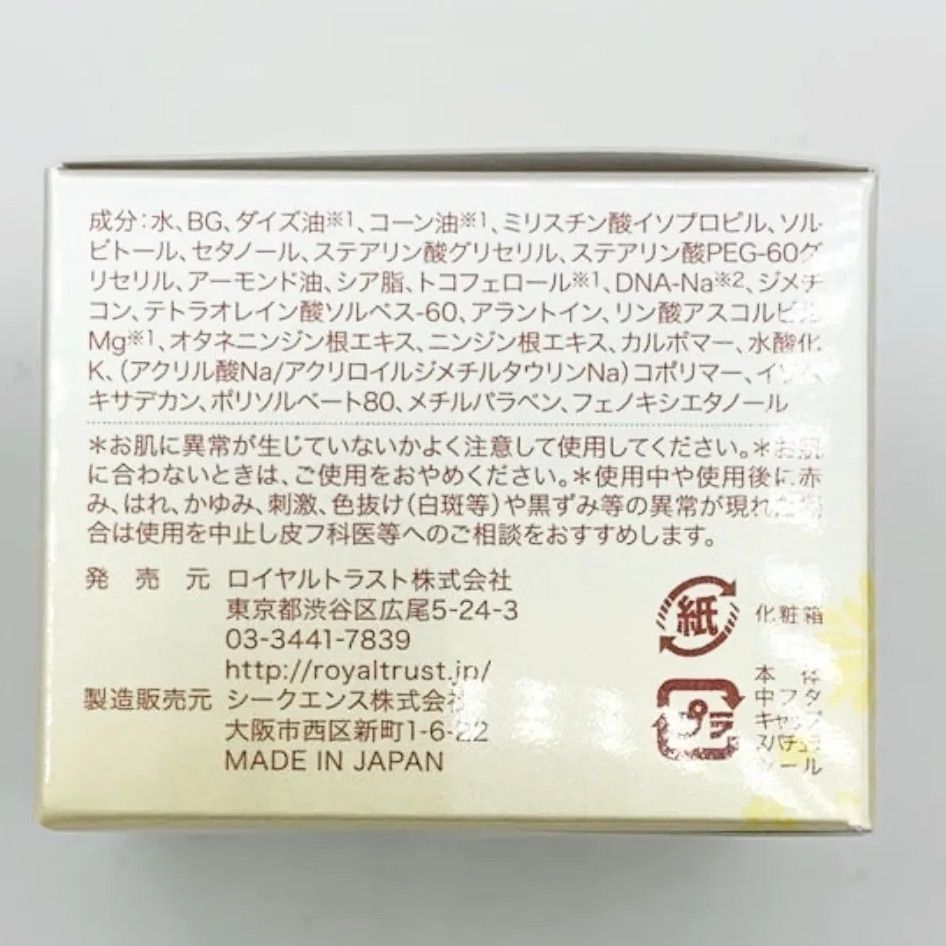 成分：水、BG、ダイズ油※1、コーン油※1、ミリスチン酸イソプロピル、ソル
ビトール、セタノール、ステアリン酸グリセリル、ステアリン酸PEG-60グ
リセリル、アーモンド油、シア脂、トコフェロール※1、DNA-Na※2、ジメチ
コン、テトラオレイン酸ソルベス-60、アラントイン、リン酸アスコルビル
Mg※1、オタネニンジン根エキス、ニンジン根エキス、カルボマー、水酸化
K、（アクリル酸Na/アクリロイルジメチルタウリンNa）コポリマー、イソヘ
キサデカン、ポリソルベート80、メチルパラベン、フェノキシエタノール
＊お肌に異常が生じていないかよく注意して使用してください。＊お肌
に合わないときは、ご使用をおやめください。＊使用中や使用後に赤
み、はれ、かゆみ、刺激、色抜け（白斑等）や黒ずみ等の異常が現れた場
合は使用を中止し皮フ科医等へのご相談をおすすめします。
発売元 ロイヤルトラスト株式会社
東京都渋谷区広尾5-24-3
03-3441-7839
http://royaltrust.jp/
製造販売元 シークエンス株式会社
大阪市西区新町1-6-22
MADE IN JAPAN
紙 化粧箱
プラ
本体
中フタ
キャップ
スパチュラ
シール